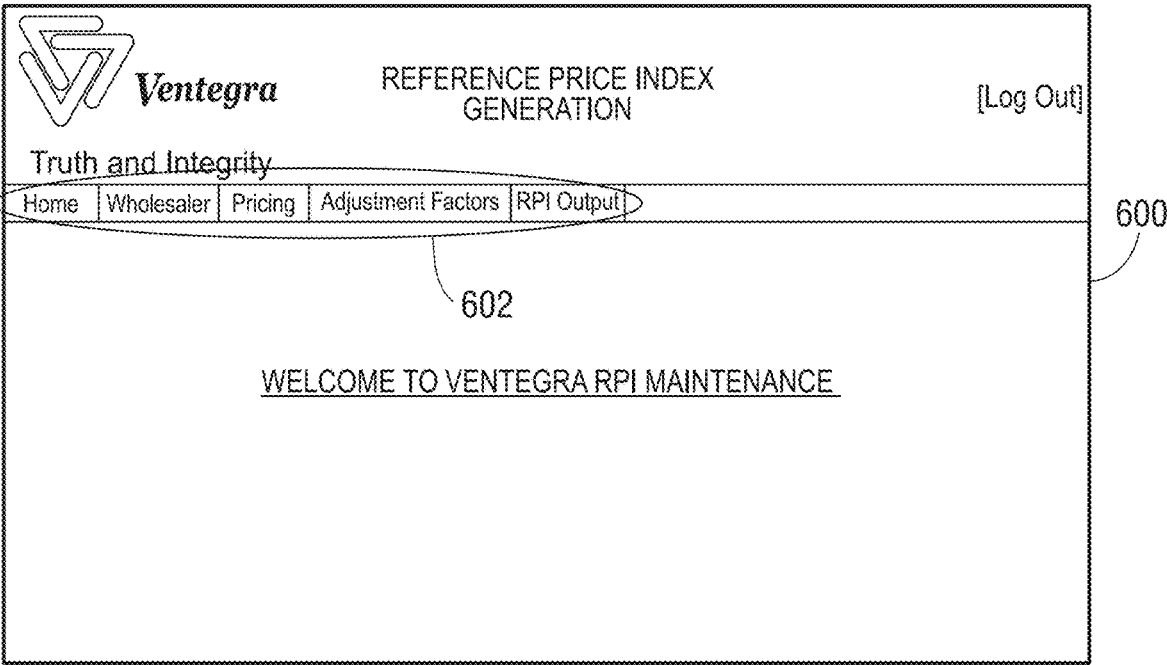 Ventegra
REFERENCE PRICE INDEX
GENERATION
[Log Out]
Truth and Integrity
Home Wholesaler Pricing Adjustment Factors RPI Output
600
602
WELCOME TO VENTEGRA RPI MAINTENANCE